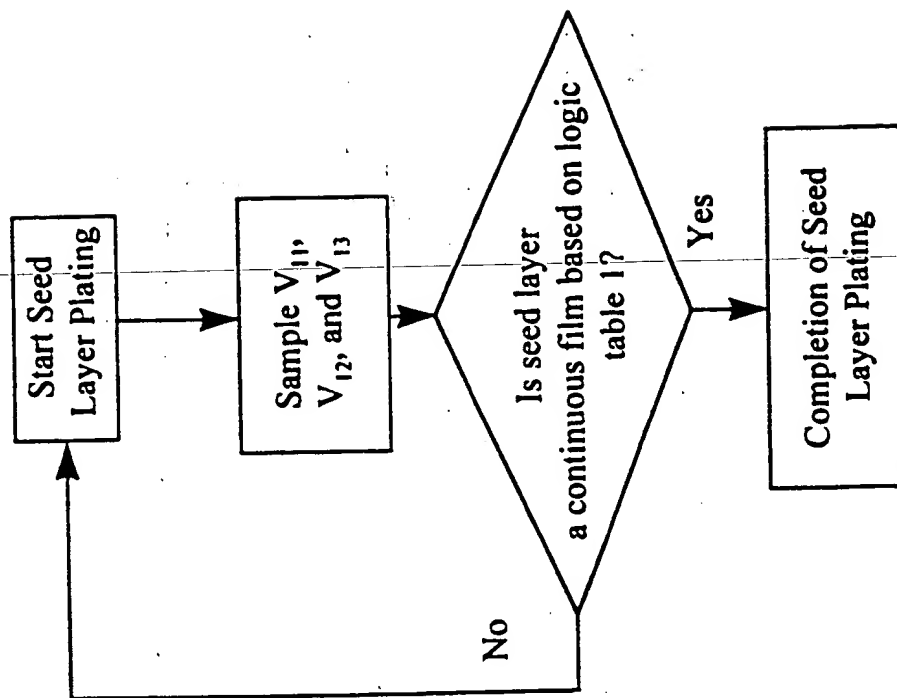 Start Seed
Layer Plating
Sample V₁₁,
V₁₂, and V₁₃
Is seed layer
a continuous film based on logic
table 1?
No
Yes
Completion of Seed
Layer Plating